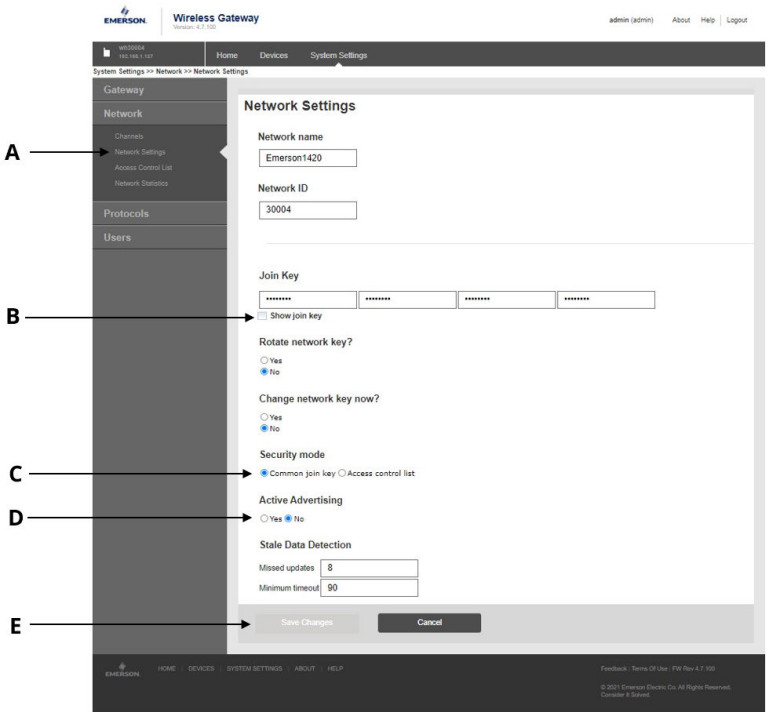 EMERSON.
Wireless Gateway
Version. 4.7.100
admin (admin) About Help Logout
wih30004
192.168.1.137
Home Devices System Settings
System Settings >> Network >> Network Settings
Gateway
Network
Channels
Network Settings
Access Control List
Network Statistics
Protocols
Users
A
B
C
D
E
Network Settings
Network name
Emerson1420
Network ID
30004
Join Key
•••••••• •••••••• •••••••• ••••••••
Show join key
Rotate network key?
Yes
No
Change network key now?
Yes
No
Security mode
Common join key Access control list
Active Advertising
Yes No
Stale Data Detection
Missed updates 8
Minimum timeout 90
Save Changes Cancel
EMERSON.
HOME | DEVICES | SYSTEM SETTINGS | ABOUT | HELP
Feedback : Terms Of Use : FW Rev 4.7.100
© 2021 Emerson Electric Co. All Rights Reserved.
Consider It Solved.